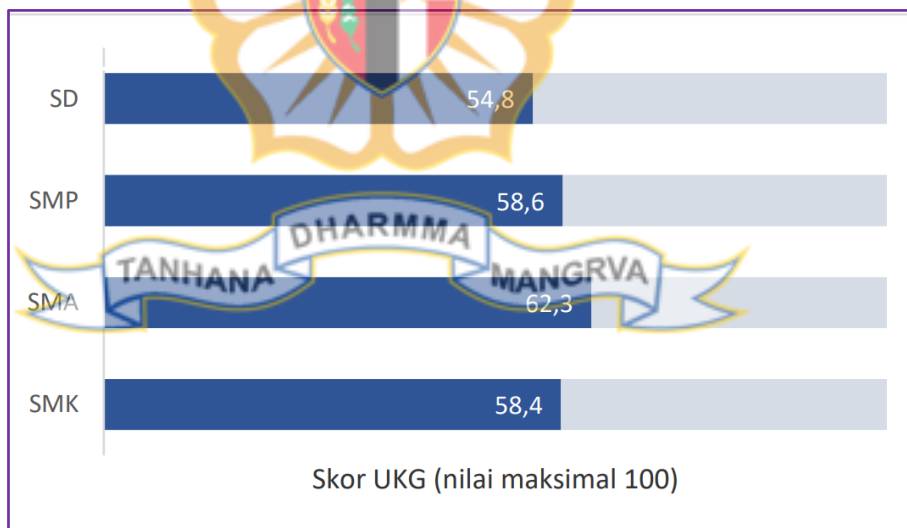 SD
54,8
SMP
58,6
DHARMMA
TANHANA
MANGRVA
SMA
62,3
SMK
58,4
Skor UKG (nilai maksimal 100)